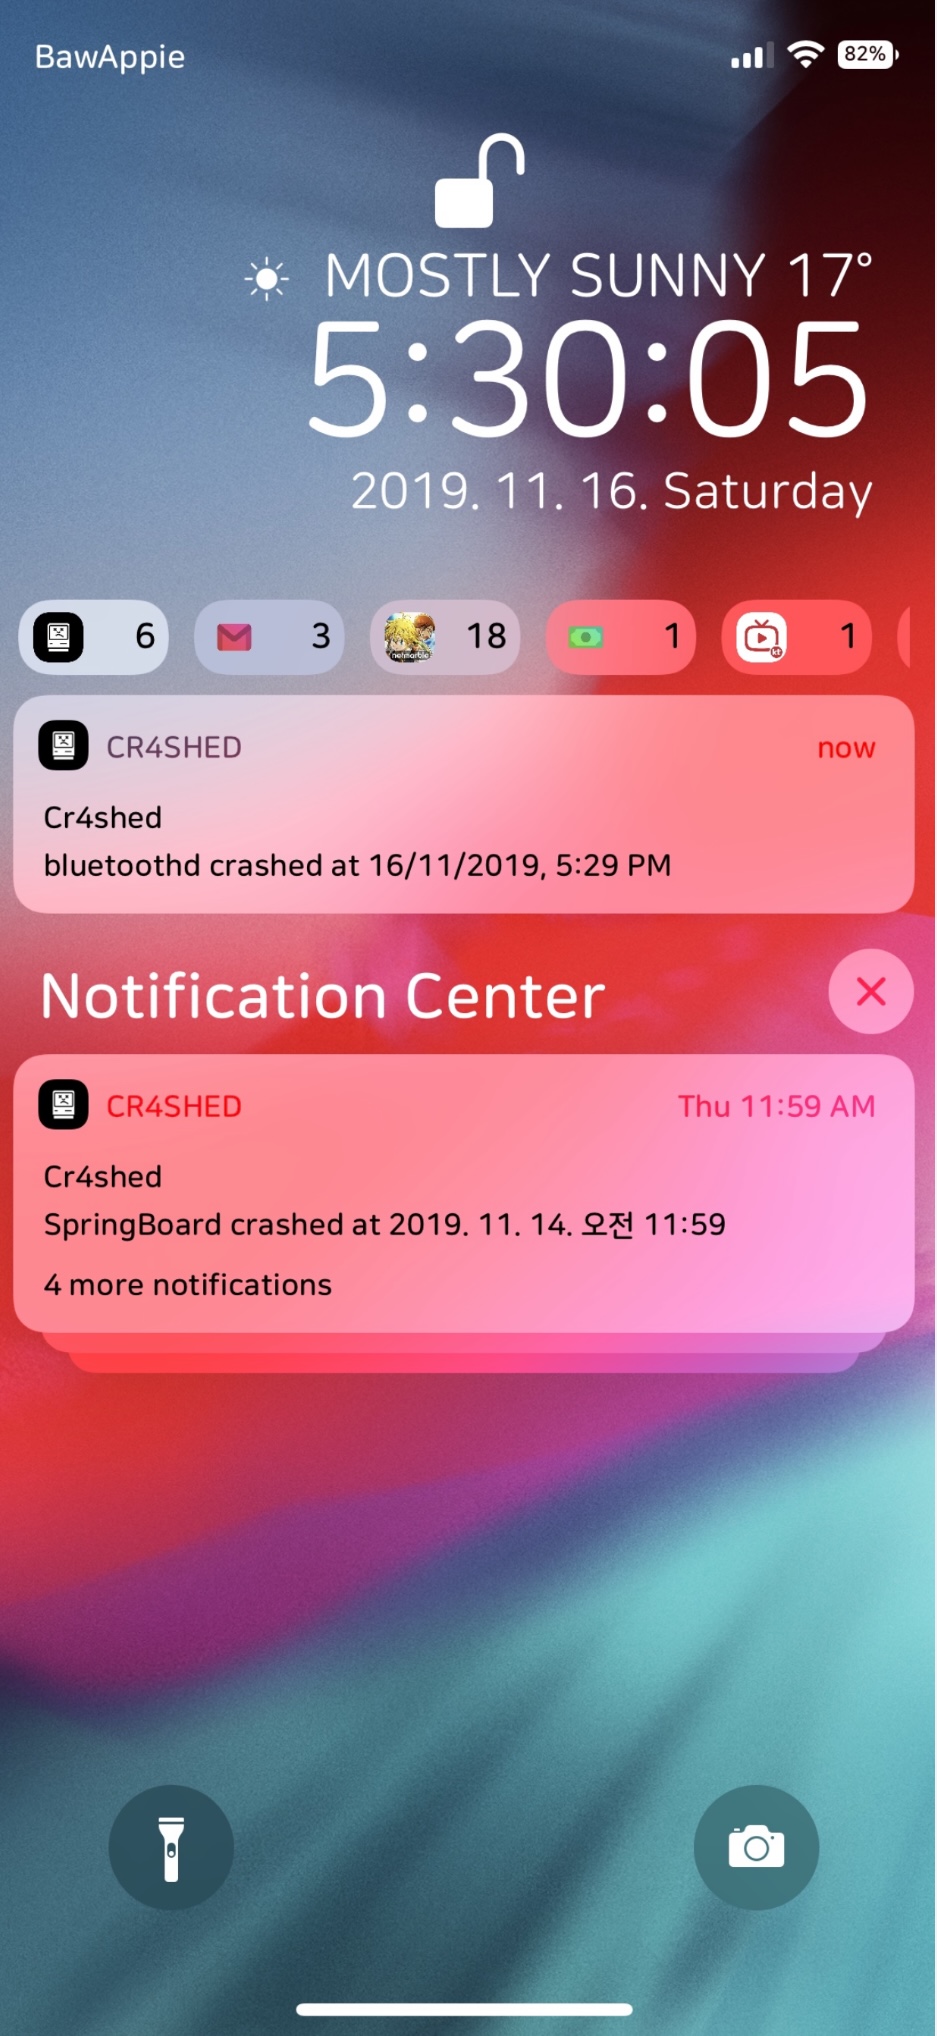 BawAppie
82%
MOSTLY SUNNY 17°
5:30:05
2019. 11. 16. Saturday
6
3
netmarble
18
1
kt
1
CR4SHED
now
Cr4shed
bluetoothd crashed at 16/11/2019, 5:29 PM
Notification Center
CR4SHED
Thu 11:59 AM
Cr4shed
SpringBoard crashed at 2019. 11. 14. 오전 11:59
4 more notifications